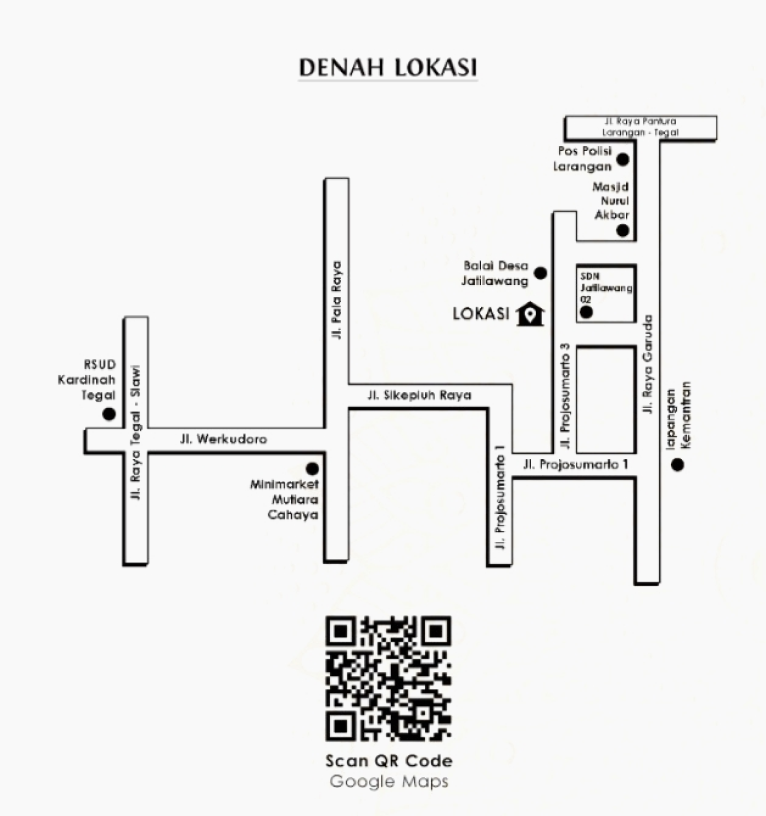 DENAH LOKASI
Jl. Raya Pantura
Larangan - Tegal
Pos Polisi
Larangan
Masjid
Nurul
Akbar
Balai Desa
Jatilawang
SDN
Jatilawang
02
LOKASI
Jl. Pala Raya
Jl. Raya Garuda
Jl. Projosumarto 3
RSUD
Kardinah
Tegal
Jl. Raya Tegal - Slawi
Jl. Sikepluh Raya
lapangan
Kemantran
Jl. Werkudoro
Jl. Projosumarto 1
Jl. Projosumarto 1
Minimarket
Mutiara
Cahaya
Scan QR Code
Google Maps